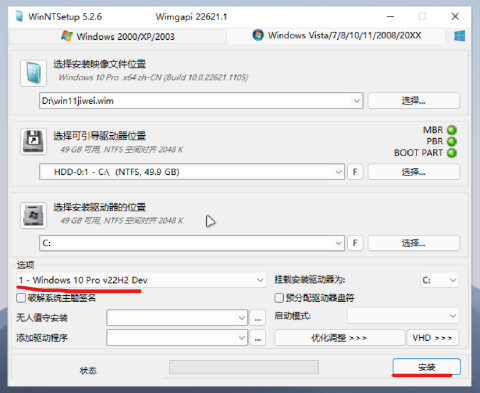 WinNTSetup 5.2.6 Wimgapi 22621.1
Windows 2000/XP/2003
Windows Vista/7/8/10/11/2008/20XX
选择安装映像文件位置
Windows 10 Pro x64 zh-CN (Build 10.0.22621.1105)
D:\win11jiwei.wim
选择...
选择可引导驱动器位置
49 GB 可用, NTFS 空间对齐 2048 K
MBR
PBR
BOOT PART
HDD-0:1 - C:\ (NTFS, 49.9 GB)
F
选择...
选择安装驱动器的位置
49 GB 可用, NTFS 空间对齐 2048 K
C:
F
选择...
选项
1 - Windows 10 Pro v22H2 Dev
挂载安装驱动器为:
C:
破解系统主题签名
预分配驱动器盘符
无人值守安装
...
启动模式:
添加驱动程序
...
优化调整 >>>
VHD >>>
状态
安装